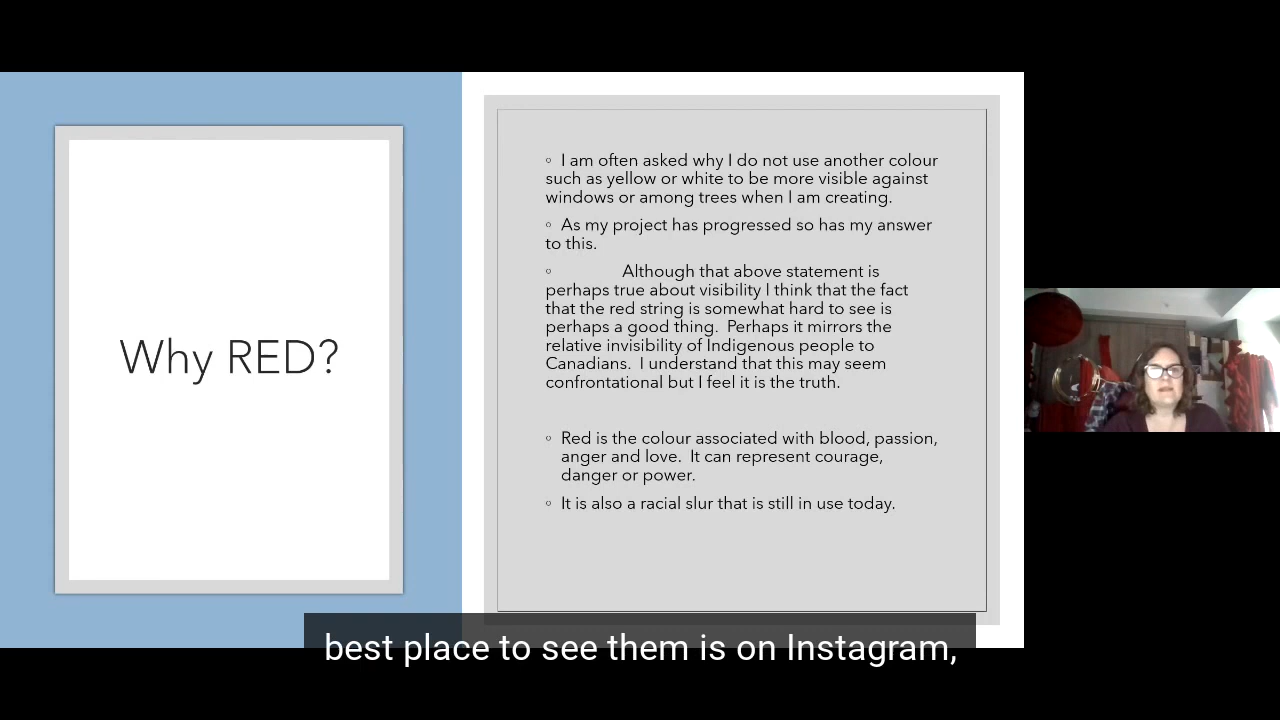 Why RED?
◦ I am often asked why I do not use another colour
such as yellow or white to be more visible against
windows or among trees when I am creating.
◦ As my project has progressed so has my answer
to this.
◦ Although that above statement is
perhaps true about visibility I think that the fact
that the red string is somewhat hard to see is
perhaps a good thing.  Perhaps it mirrors the
relative invisibility of Indigenous people to
Canadians.  I understand that this may seem
confrontational but I feel it is the truth.
◦ Red is the colour associated with blood, passion,
anger and love.  It can represent courage,
danger or power.
◦ It is also a racial slur that is still in use today.
best place to see them is on Instagram,